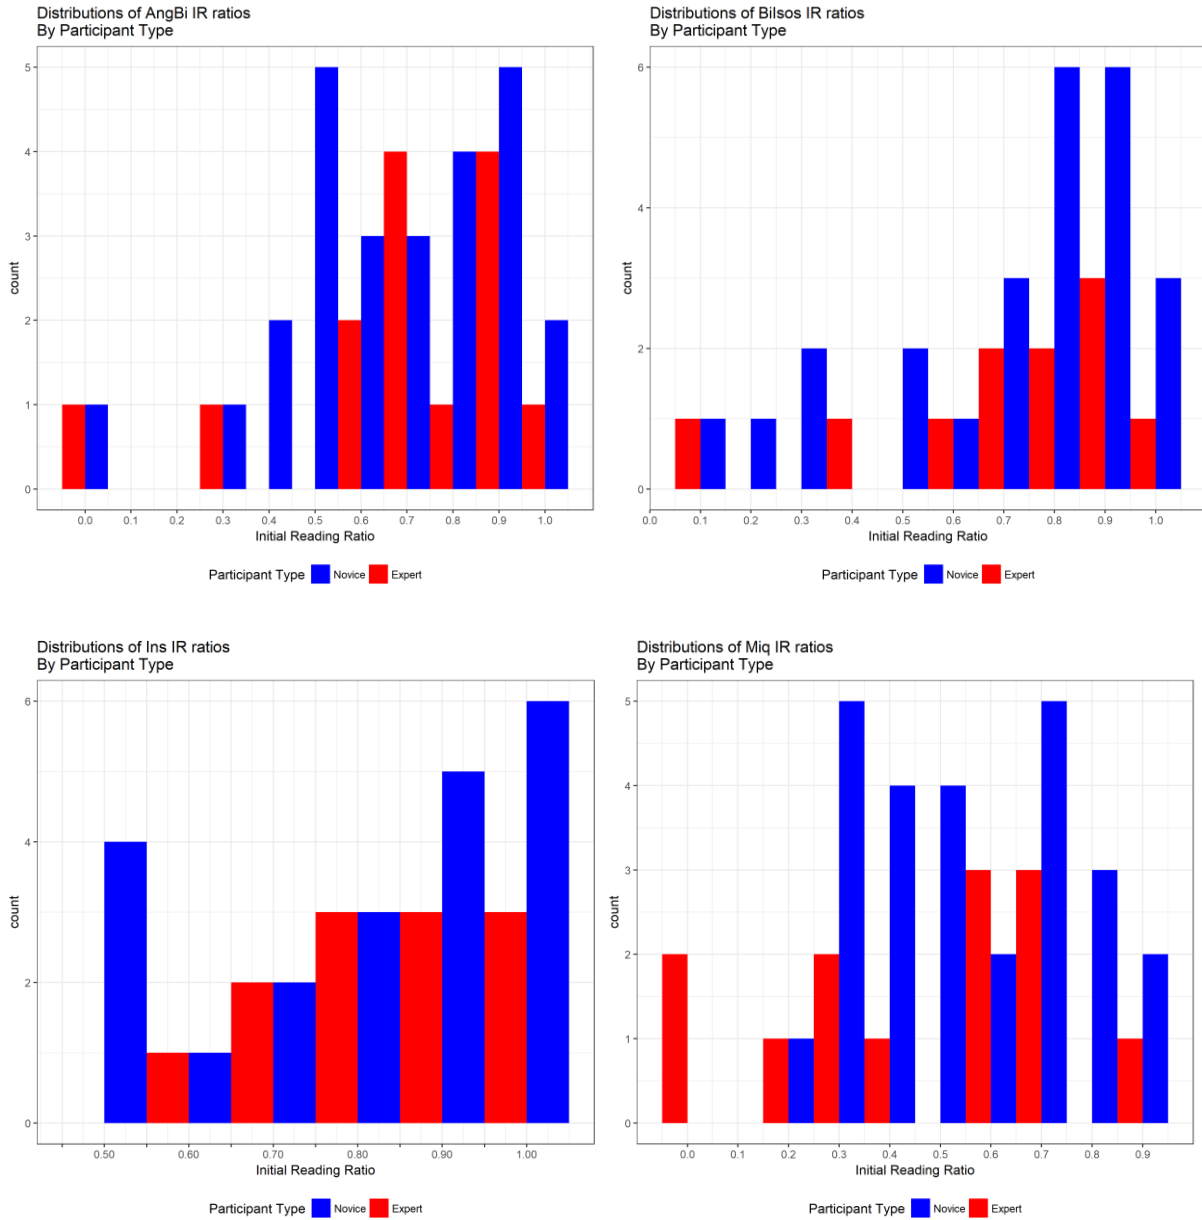 Distributions of AngBi IR ratios
By Participant Type
5
4
3
2
1
0
count
0.0 0.1 0.2 0.3 0.4 0.5 0.6 0.7 0.8 0.9 1.0
Initial Reading Ratio
Participant Type Novice Expert
Distributions of Bilsos IR ratios
By Participant Type
6
4
2
0
count
0.0 0.1 0.2 0.3 0.4 0.5 0.6 0.7 0.8 0.9 1.0
Initial Reading Ratio
Participant Type Novice Expert
Distributions of Ins IR ratios
By Participant Type
6
4
2
0
count
0.50 0.60 0.70 0.80 0.90 1.00
Initial Reading Ratio
Participant Type Novice Expert
Distributions of Miq IR ratios
By Participant Type
5
4
3
2
1
0
count
0.0 0.1 0.2 0.3 0.4 0.5 0.6 0.7 0.8 0.9
Initial Reading Ratio
Participant Type Novice Expert